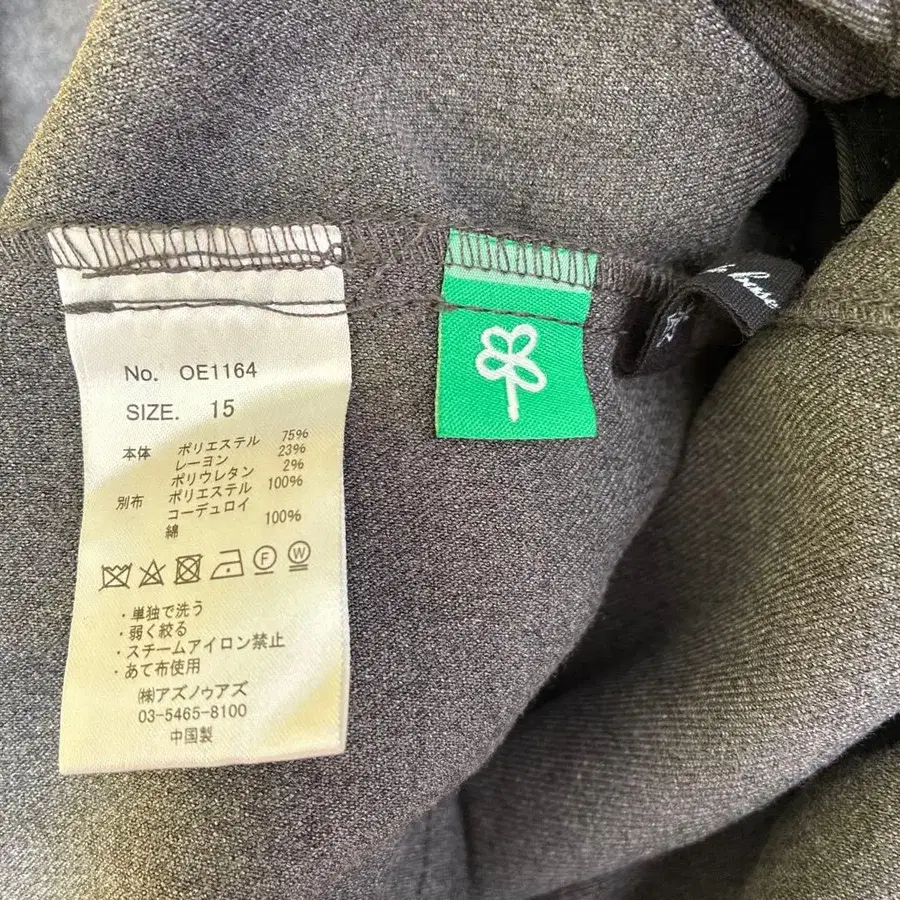 No. OE1164
SIZE. 15
本体 ポリエステル 75%
レーヨン 23%
ポリウレタン 2%
別布 ポリエステル 100%
コーデュロイ
綿 100%
F W
・単独で洗う
・弱く絞る
・スチームアイロン禁止
・あて布使用
㈱アズノゥアズ
03-5465-8100
中国製